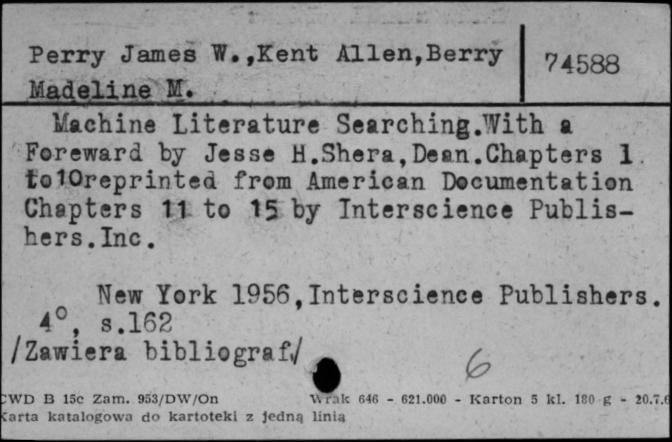 Perry James W.,Kent Allen,Berry
74588
Madeline M.
Machine Literature Searching.With a
Foreward by Jesse H.Shera,Dean.Chapters 1
to10reprinted from American Documentation
Chapters 11 to 15 by Interscience Publis-
hers.Inc.
New York 1956,Interscience Publishers.
4°, s.162
/Zawiera bibliograf./
6
CWD B 15c Zam. 953/DW/On Wrak 646 - 621.000 - Karton 5 kl. 180 g - 20.7.6
Karta katalogowa do kartoteki z jedną linią